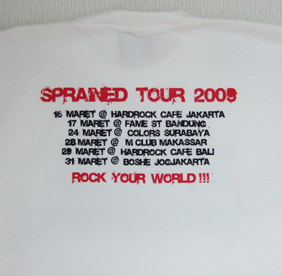 SPRAINED TOUR 2009
16 MARET @ HARDROCK CAFE JAKARTA
17 MARET @ FAME ST BANDUNG
24 MARET @ COLORS SURABAYA
28 MARET @ M CLUB MAKASSAR
29 MARET @ HARDROCK CAFE BALI
31 MARET @ BOSHE JOGJAKARTA
ROCK YOUR WORLD !!!